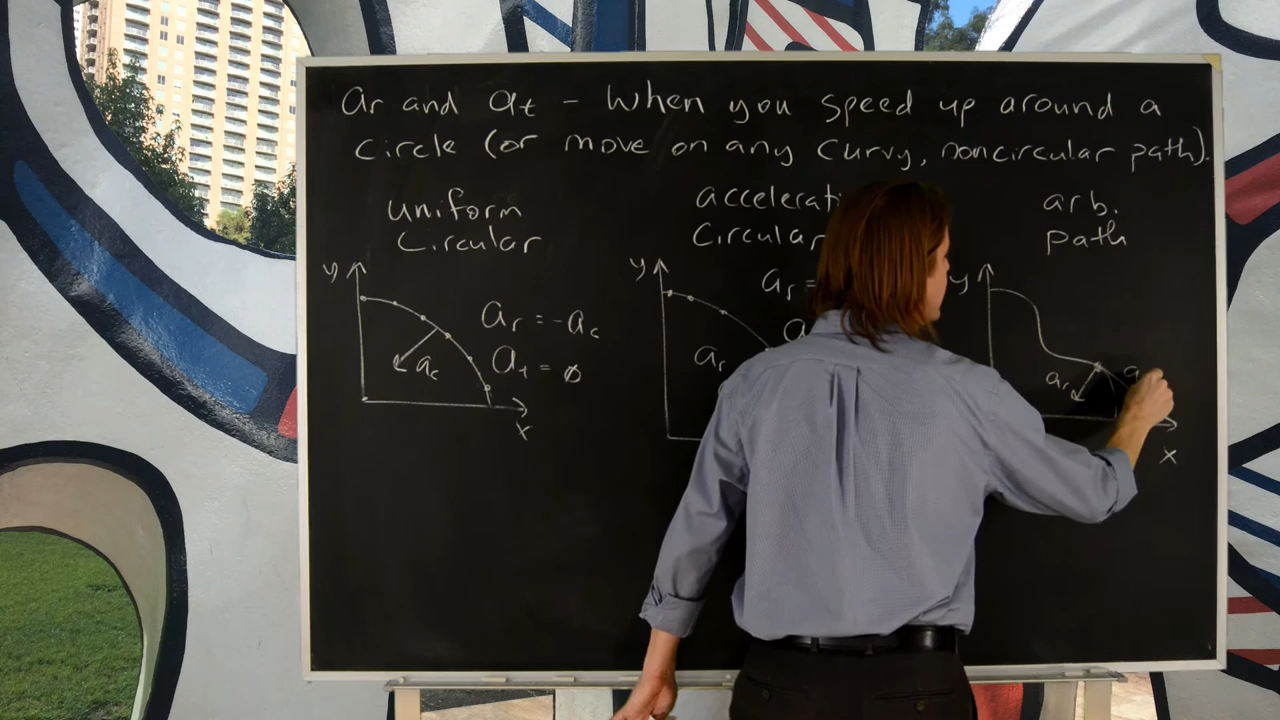 ar and at - When you speed up around a
circle (or move on any curvy, noncircular path).
uniform
circular
y
ar = -ac
at = ø
ac
x
Circular
y
ar =
ar
arb.
path
y
ar
x